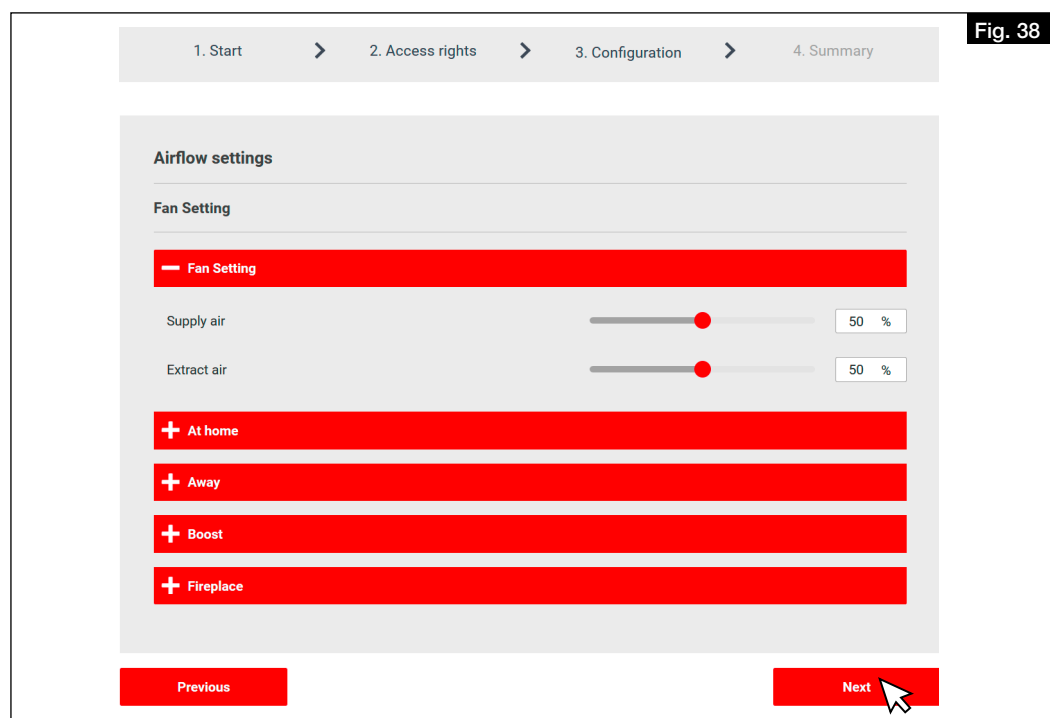 Fig. 38
1. Start 2. Access rights 3. Configuration 4. Summary
Airflow settings
Fan Setting
Fan Setting
Supply air 50 %
Extract air 50 %
At home
Away
Boost
Fireplace
Previous Next